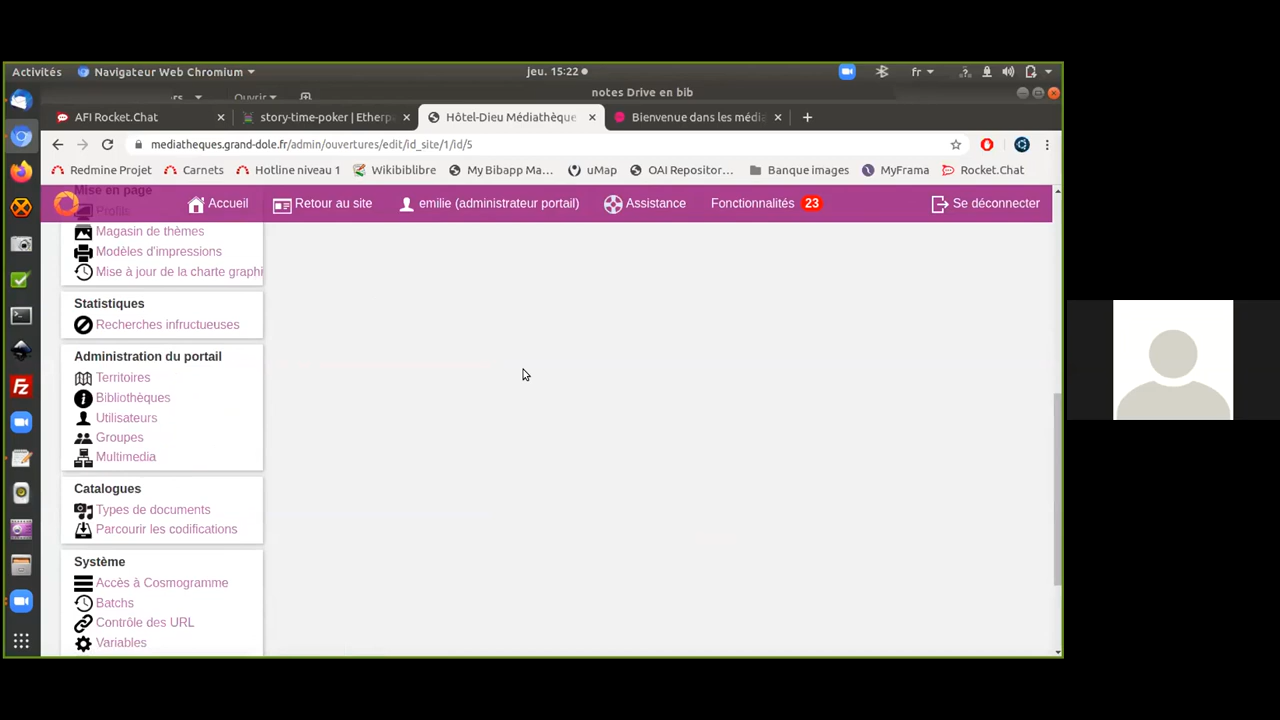 Activités Navigateur Web Chromium jeu. 15:22 fr
Ouvrir notes Drive en bib
AFI Rocket.Chat story-time-poker | Etherpa Hôtel-Dieu Médiathèque Bienvenue dans les média
mediatheques.grand-dole.fr/admin/ouvertures/edit/id_site/1/id/5
Redmine Projet Carnets Hotline niveau 1 Wikibiblibre My Bibapp Ma... uMap OAI Repositor... Banque images MyFrama Rocket.Chat
Mise en page
Accueil Retour au site emilie (administrateur portail) Assistance Fonctionnalités 23 Se déconnecter
Profils
Magasin de thèmes
Modèles d'impressions
Mise à jour de la charte graphi
Statistiques
Recherches infructueuses
Administration du portail
Territoires
Bibliothèques
Utilisateurs
Groupes
Multimedia
Catalogues
Types de documents
Parcourir les codifications
Système
Accès à Cosmogramme
Batchs
Contrôle des URL
Variables